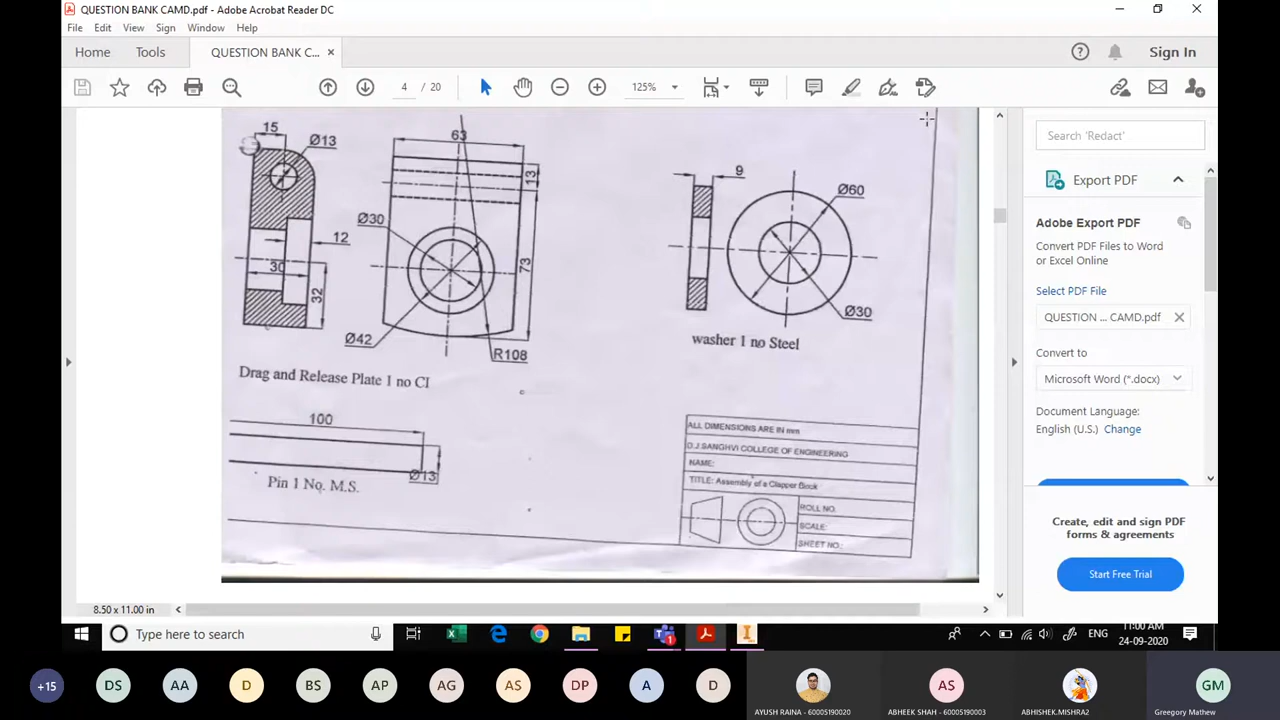 QUESTION BANK CAMD.pdf - Adobe Acrobat Reader DC
File Edit View Sign Window Help
Home Tools QUESTION BANK C... × Sign In
4 / 20 125%
15
Ø13
12
30
32
63
13
Ø30
73
Ø42
R108
Drag and Release Plate 1 no CI
9
Ø60
Ø30
washer 1 no Steel
100
Ø13
Pin 1 No. M.S.
ALL DIMENSIONS ARE IN mm
D.J.SANGHVI COLLEGE OF ENGINEERING
NAME:
TITLE: Assembly of a Clapper Block
ROLL NO.
SCALE:
SHEET NO.:
Search 'Redact'
Export PDF
Adobe Export PDF
Convert PDF Files to Word
or Excel Online
Select PDF File
QUESTION ... CAMD.pdf
Convert to
Microsoft Word (*.docx)
Document Language:
English (U.S.) Change
Create, edit and sign PDF
forms & agreements
Start Free Trial
8.50 x 11.00 in
Type here to search
ENG
11:00 AM
24-09-2020
+15 DS AA D BS AP AG AS DP A D AS GM
AYUSH RAINA - 60005190020 ABHEEK SHAH - 60005190003 ABHISHEK.MISHRA2 Greegory Mathew